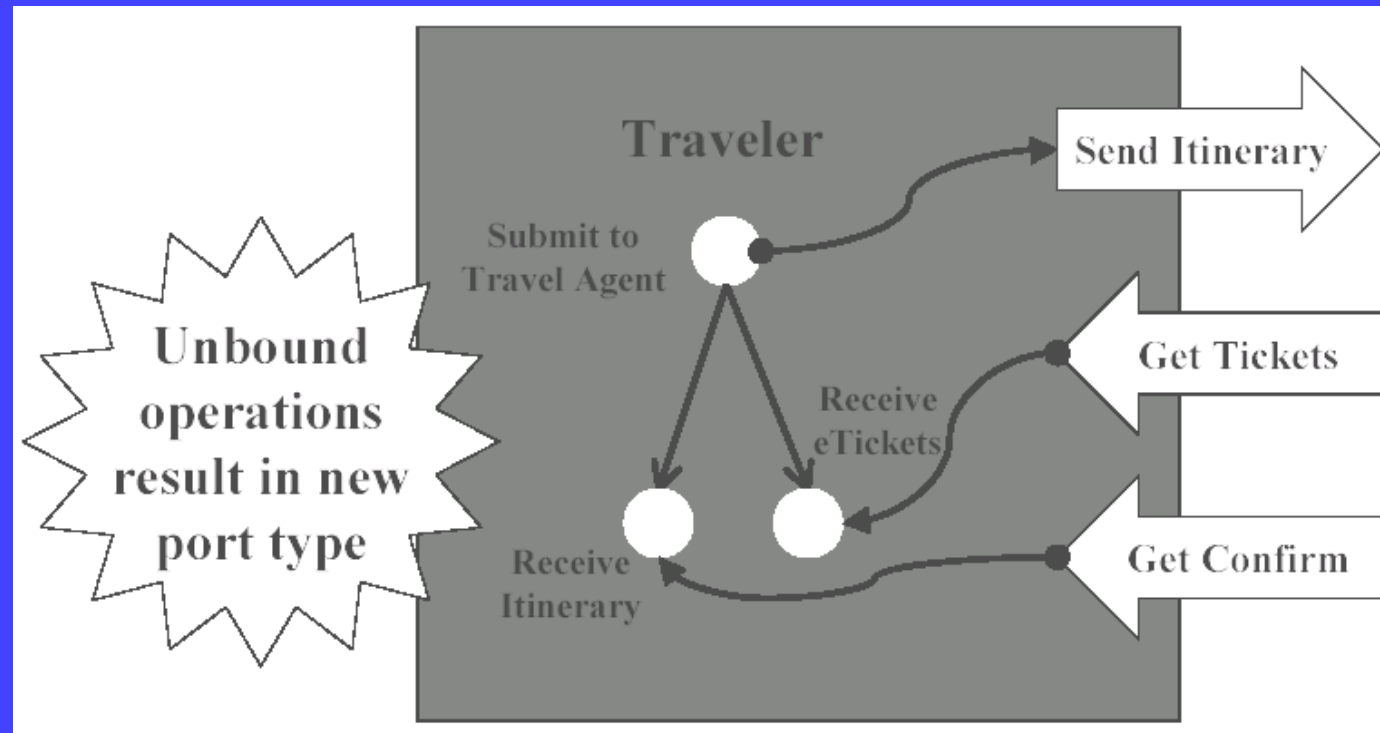 Traveler
Send Itinerary
Submit to
Travel Agent
Unbound
operations
result in new
port type
Get Tickets
Receive
eTickets
Receive
Itinerary
Get Confirm